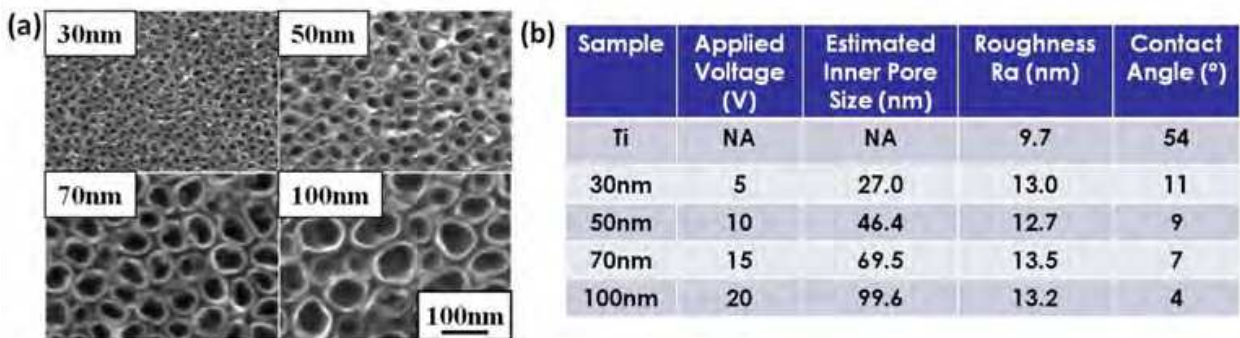 (a)
30nm
50nm
70nm
100nm
100nm
(b)
Sample Applied Voltage (V) Estimated Inner Pore Size (nm) Roughness Ra (nm) Contact Angle (º)
Ti NA NA 9.7 54
30nm 5 27.0 13.0 11
50nm 10 46.4 12.7 9
70nm 15 69.5 13.5 7
100nm 20 99.6 13.2 4